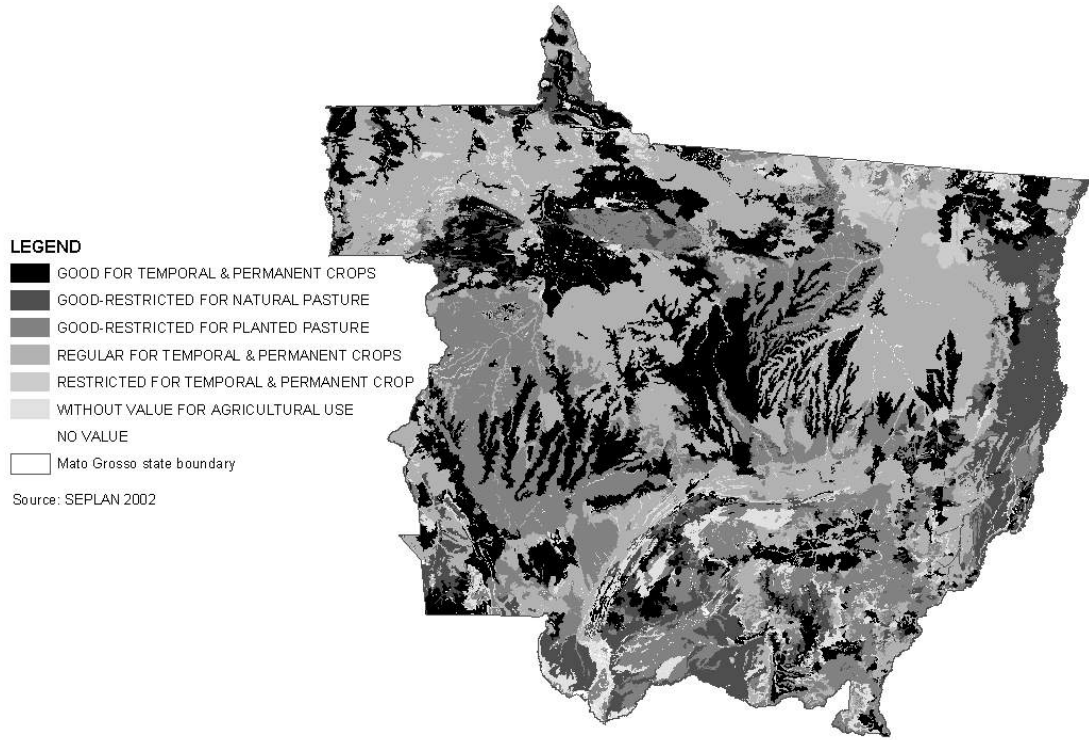 LEGEND
GOOD FOR TEMPORAL & PERMANENT CROPS
GOOD-RESTRICTED FOR NATURAL PASTURE
GOOD-RESTRICTED FOR PLANTED PASTURE
REGULAR FOR TEMPORAL & PERMANENT CROPS
RESTRICTED FOR TEMPORAL & PERMANENT CROP
WITHOUT VALUE FOR AGRICULTURAL USE
NO VALUE
Mato Grosso state boundary
Source: SEPLAN 2002